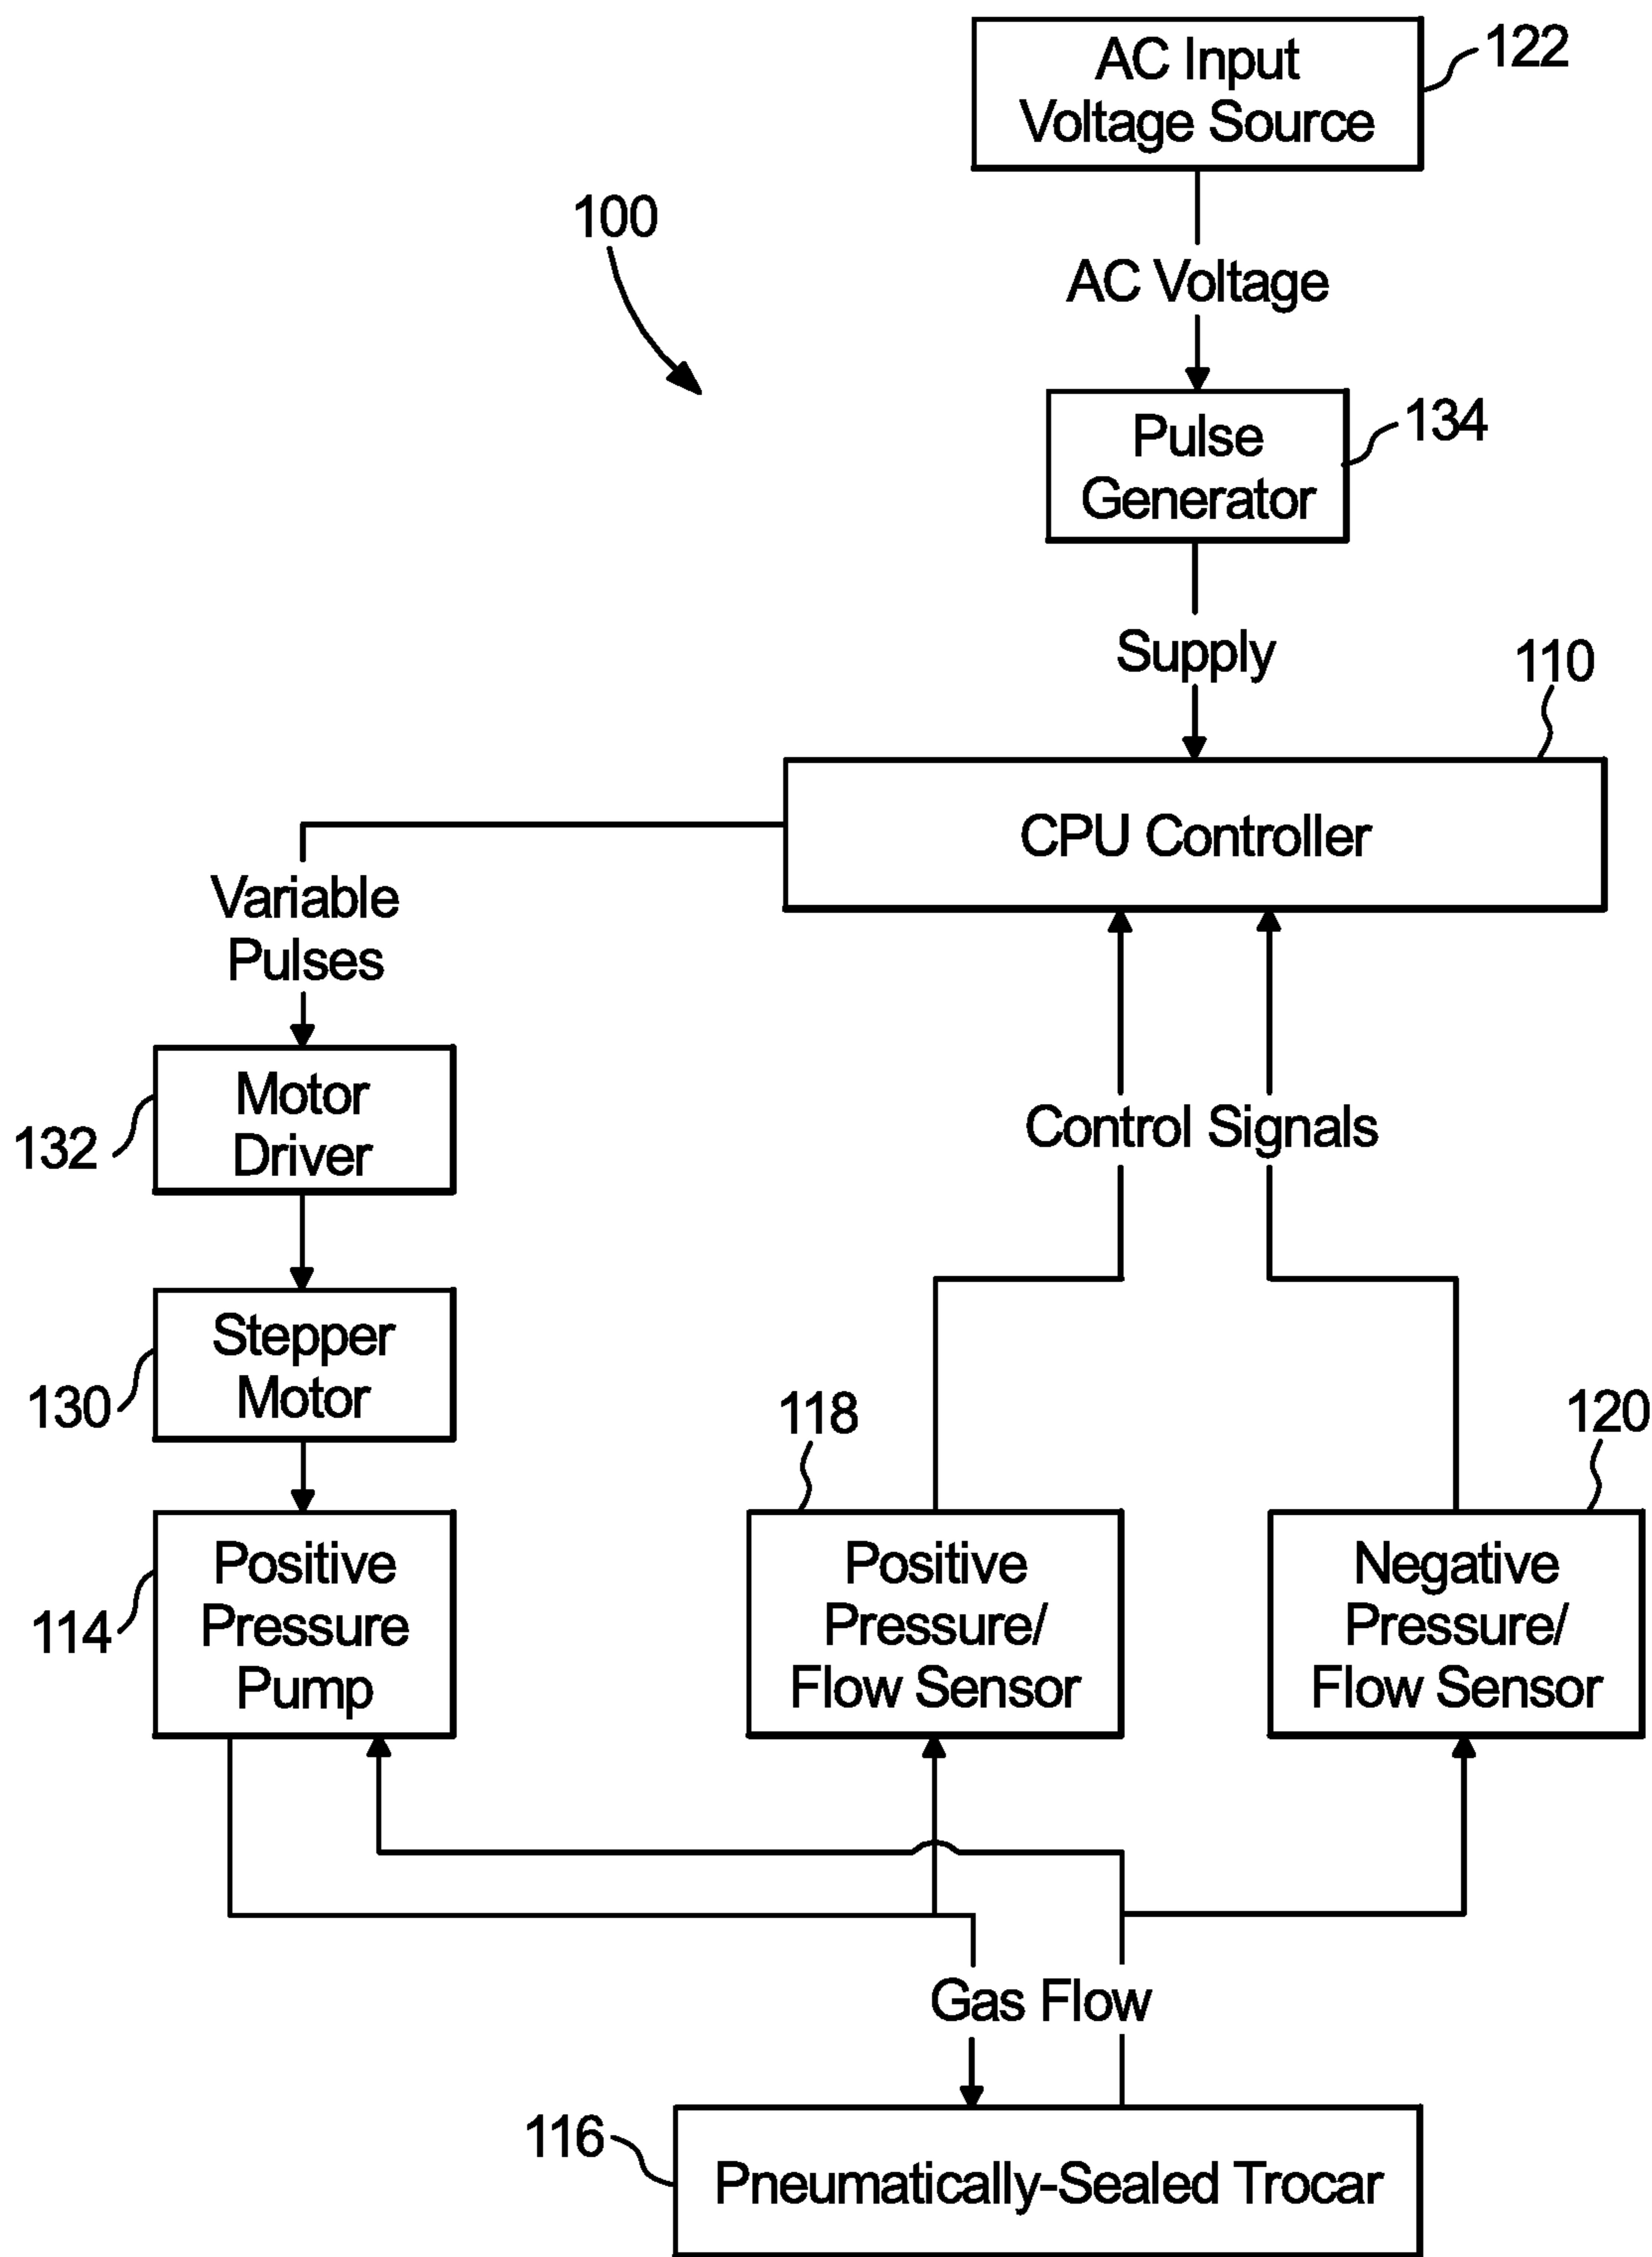 AC Input
Voltage Source
122
100
AC Voltage
Pulse
Generator
134
Supply
110
CPU Controller
Variable
Pulses
Motor
Driver
132
Control Signals
Stepper
Motor
130
118
120
Positive
Pressure
Pump
114
Positive
Pressure/
Flow Sensor
Negative
Pressure/
Flow Sensor
Gas Flow
116
Pneumatically-Sealed Trocar